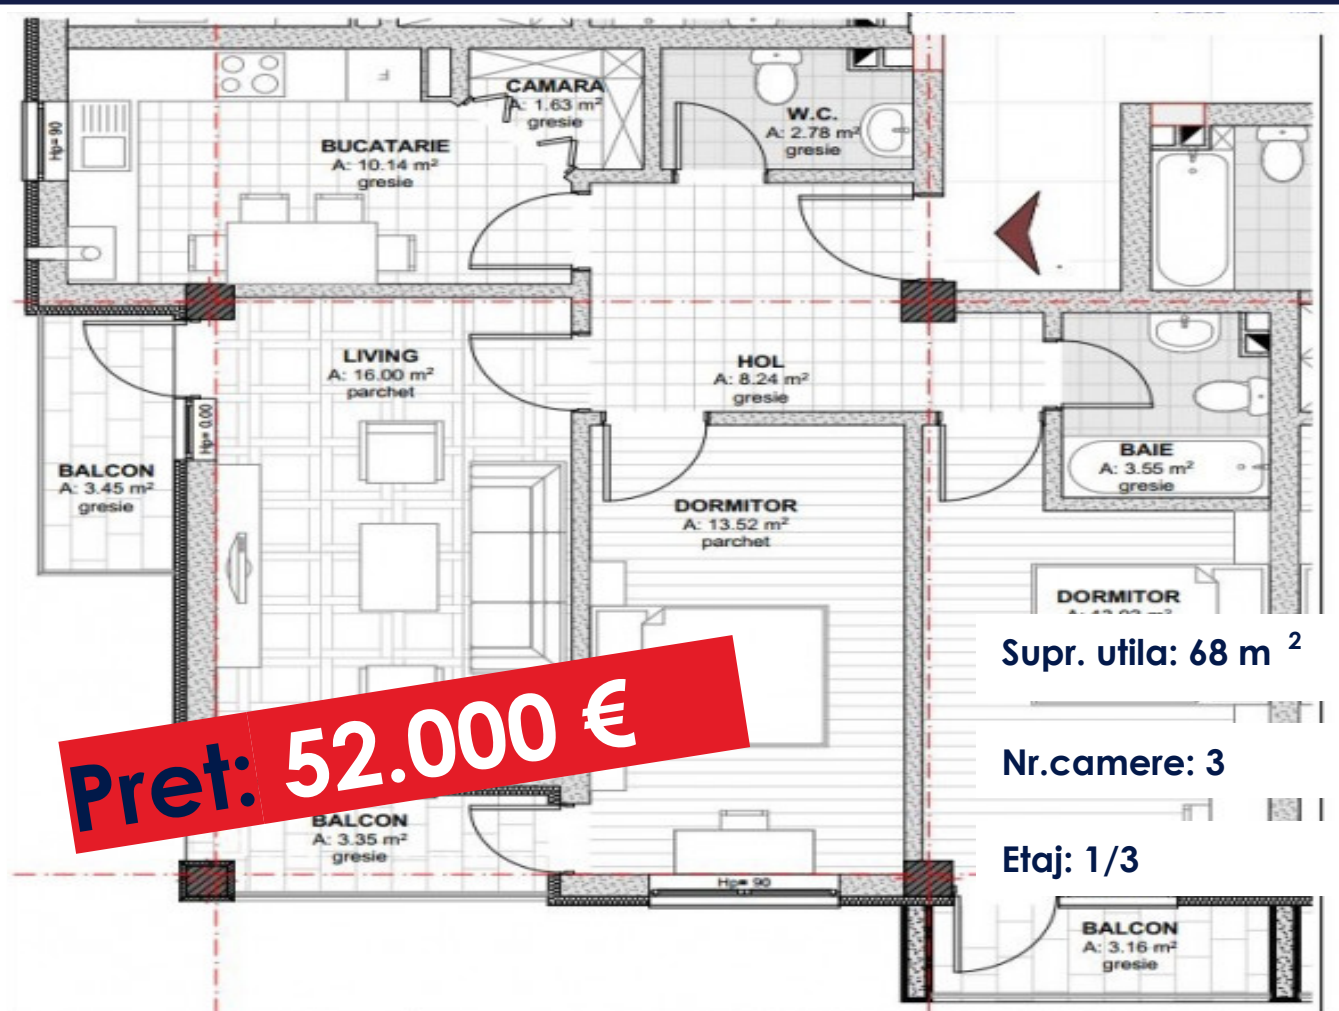 CAMARA
A: 1.63 m²
gresie
W.C.
A: 2.78 m²
gresie
Hp= 90
BUCATARIE
A: 10.14 m²
gresie
LIVING
A: 16.00 m²
parchet
HOL
A: 8.24 m²
gresie
Hp= 0.00
BALCON
A: 3.45 m²
gresie
BAIE
A: 3.55 m²
gresie
DORMITOR
A: 13.52 m²
parchet
DORMITOR
Supr. utila: 68 m ²
Pret: 52.000 €
Nr.camere: 3
BALCON
A: 3.35 m²
gresie
Etaj: 1/3
Hp= 90
BALCON
A: 3.16 m²
gresie